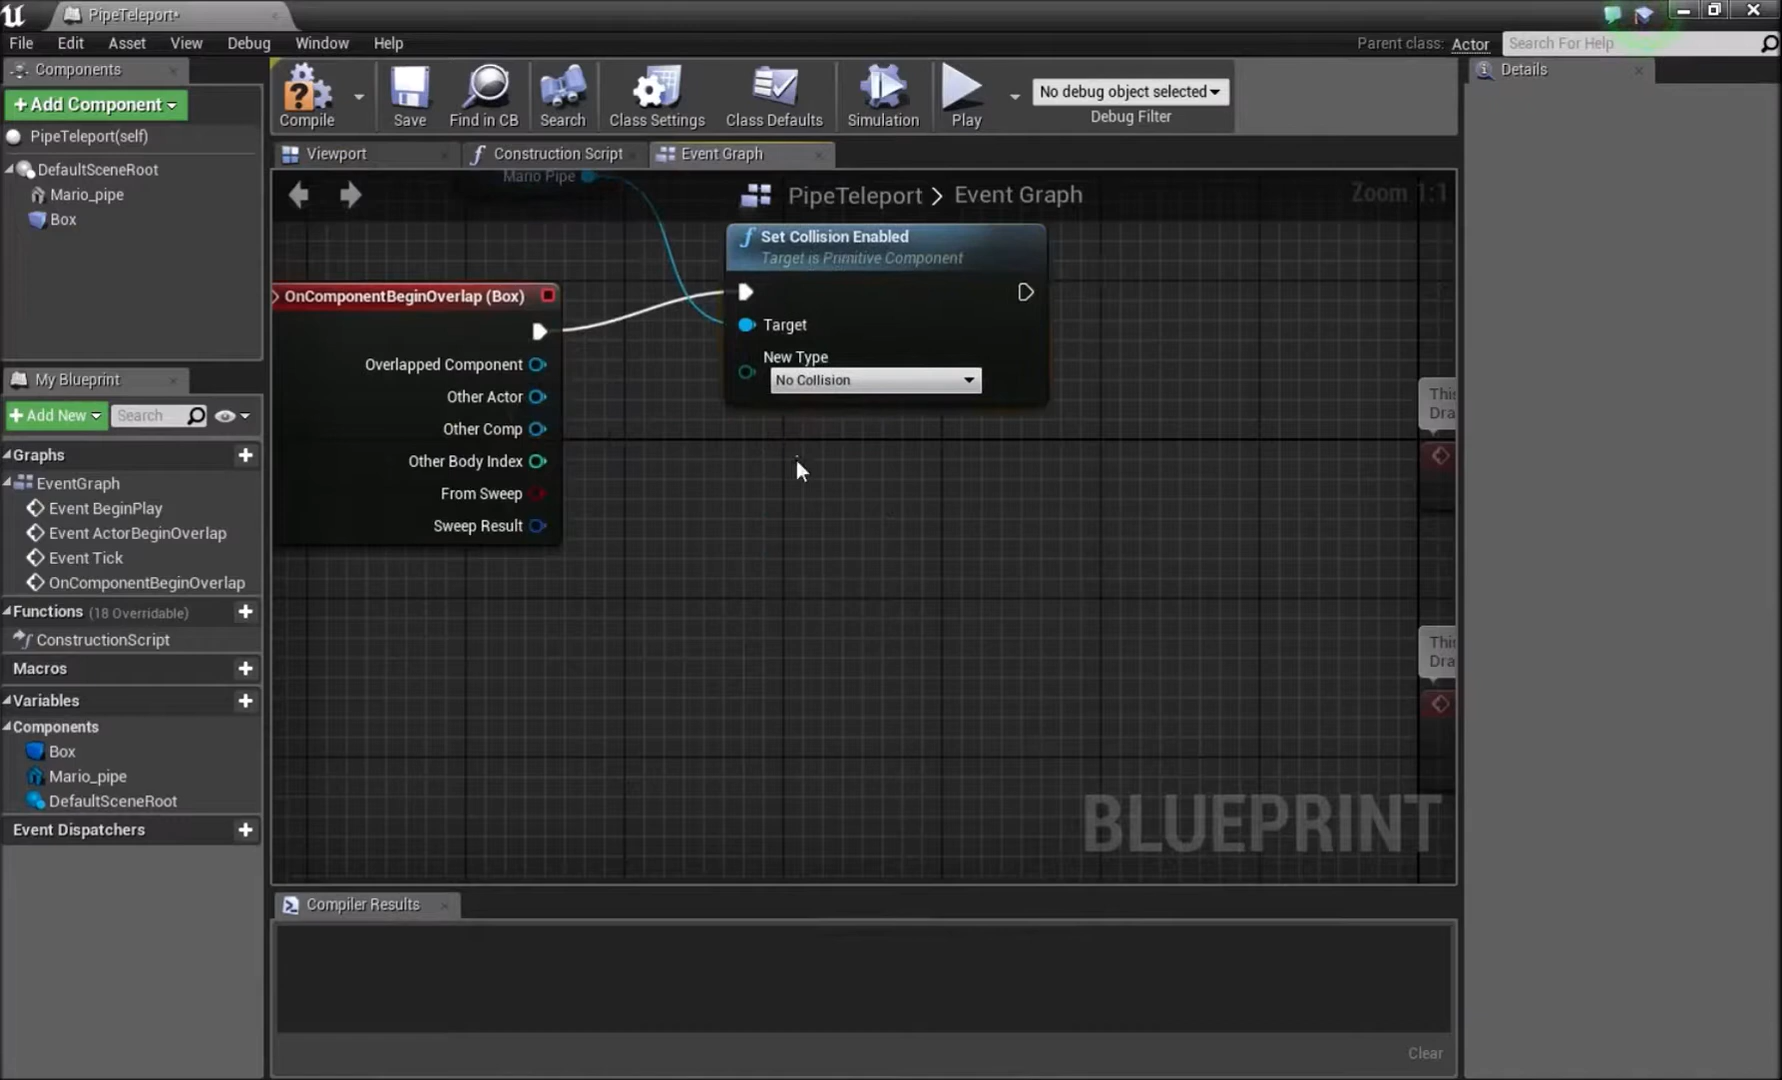 PipeTeleport*
File Edit Asset View Debug Window Help
Parent class: Actor Search For Help
Components
Add Component
PipeTeleport(self)
DefaultSceneRoot
Mario_pipe
Box
My Blueprint
Add New Search
Graphs
EventGraph
Event BeginPlay
Event ActorBeginOverlap
Event Tick
OnComponentBeginOverlap
Functions (18 Overridable)
ConstructionScript
Macros
Variables
Components
Box
Mario_pipe
DefaultSceneRoot
Event Dispatchers
Compile Save Find in CB Search Class Settings Class Defaults Simulation Play
No debug object selected
Debug Filter
Viewport Construction Script Event Graph
PipeTeleport > Event Graph
Zoom 1:1
Mario Pipe
OnComponentBeginOverlap (Box)
Overlapped Component
Other Actor
Other Comp
Other Body Index
From Sweep
Sweep Result
Set Collision Enabled
Target is Primitive Component
Target
New Type
No Collision
This
Dra
This
Dra
BLUEPRINT
Compiler Results
Clear
Details